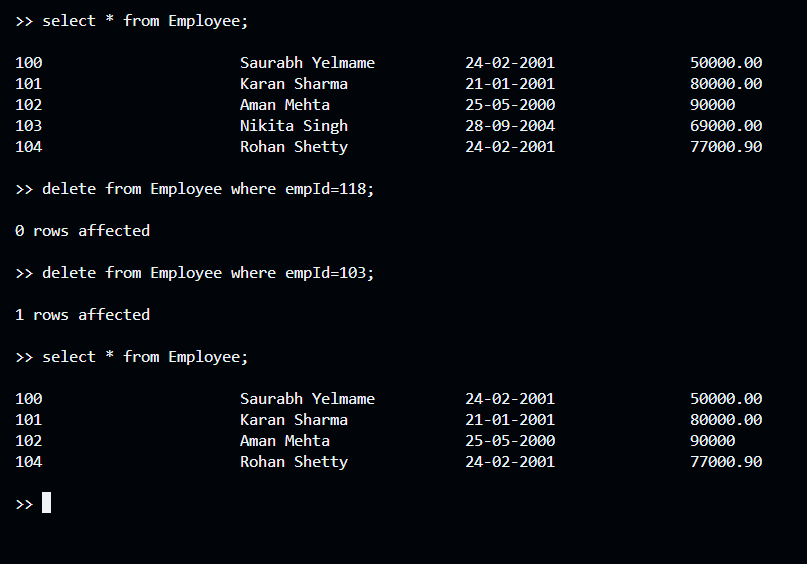 >> select * from Employee;
100 Saurabh Yelmame 24-02-2001 50000.00
101 Karan Sharma 21-01-2001 80000.00
102 Aman Mehta 25-05-2000 90000
103 Nikita Singh 28-09-2004 69000.00
104 Rohan Shetty 24-02-2001 77000.90
>> delete from Employee where empId=118;
0 rows affected
>> delete from Employee where empId=103;
1 rows affected
>> select * from Employee;
100 Saurabh Yelmame 24-02-2001 50000.00
101 Karan Sharma 21-01-2001 80000.00
102 Aman Mehta 25-05-2000 90000
104 Rohan Shetty 24-02-2001 77000.90
>>